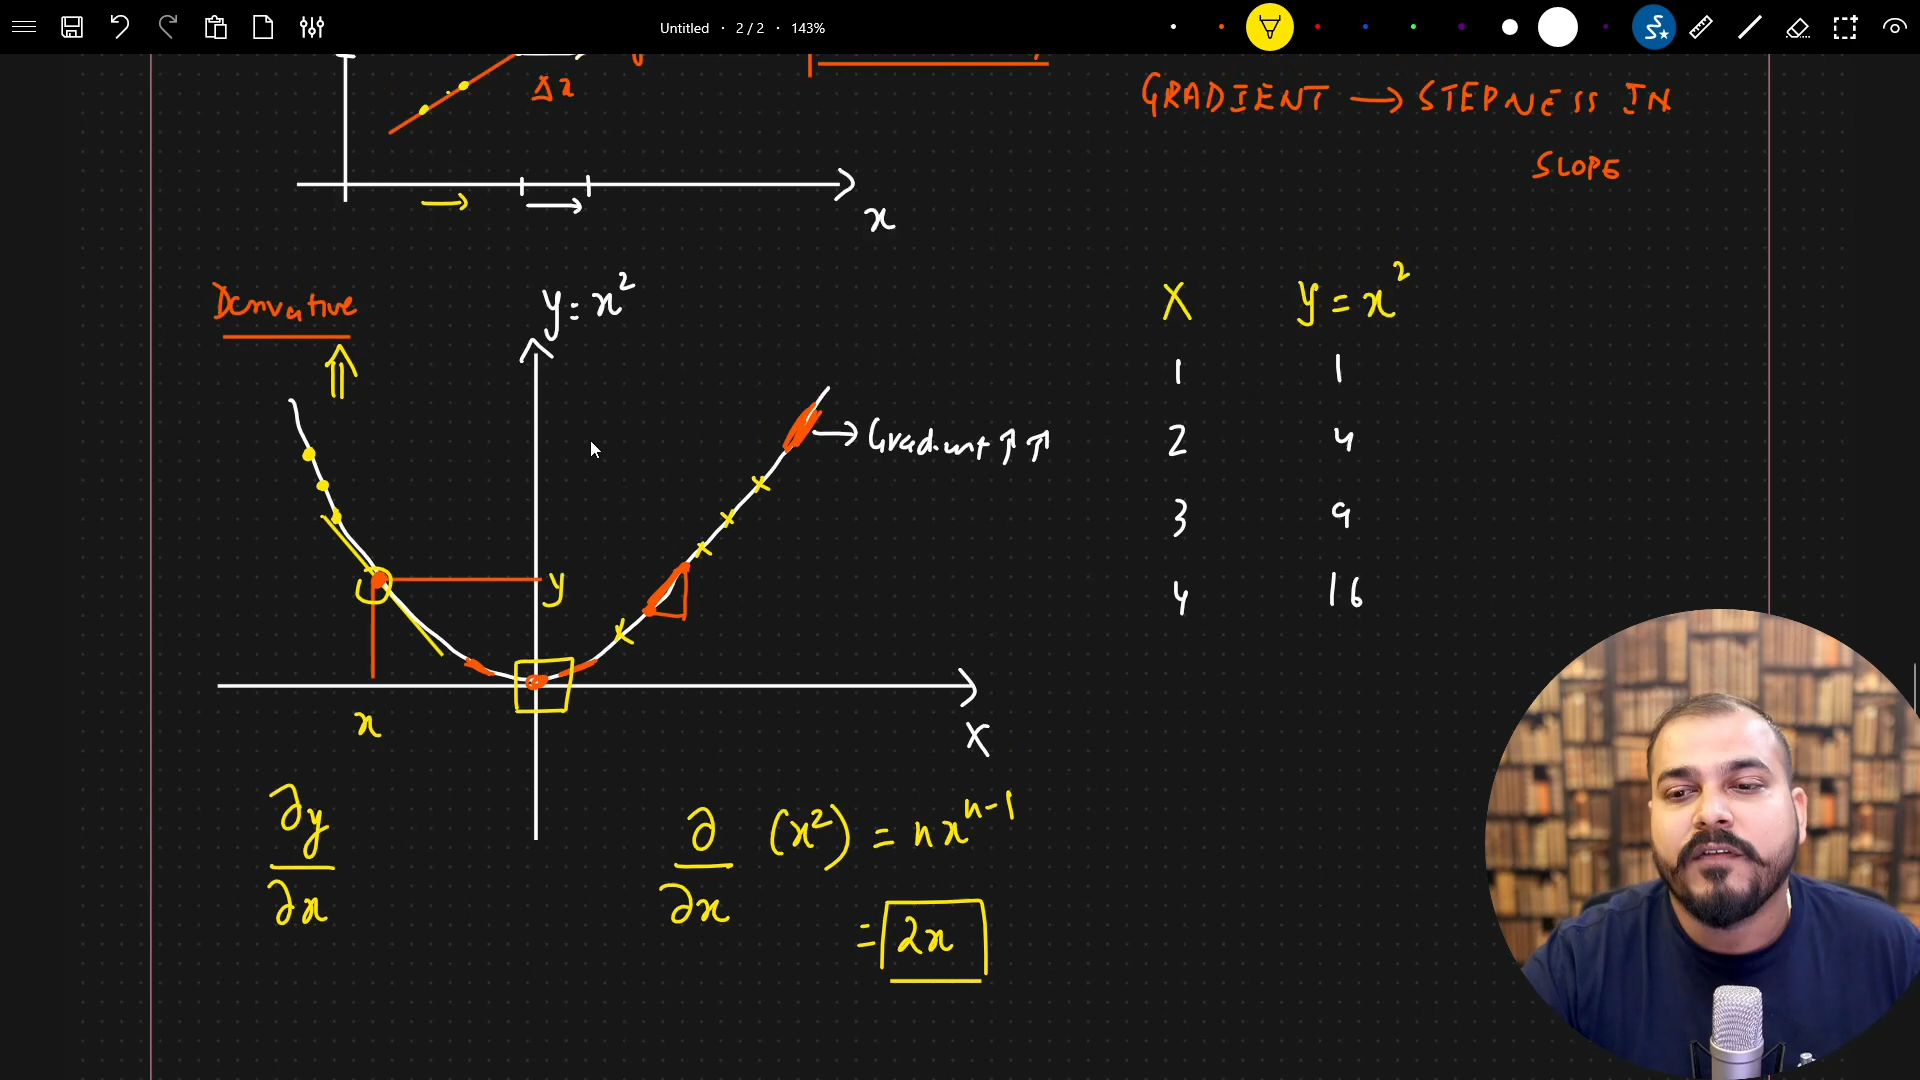 Untitled · 2 / 2 · 143%
Δx
GRADIENT → STEPNESS IN
SLOPE
x
Derivative
y = x²
X
Y = x²
1 1
Gradient ↑↑
2 4
3 9
y
4 16
x
X
∂y
∂x
∂
∂x
(x²) = nx^{n-1}
= 2x